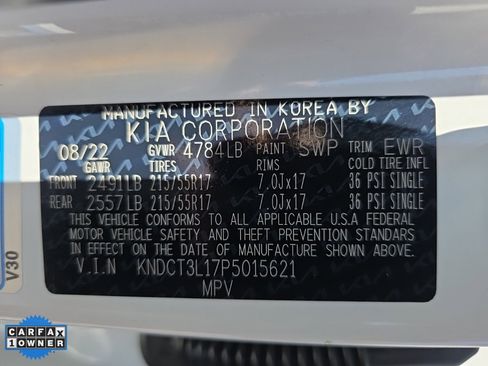 MANUFACTURED IN KOREA BY
KIA CORPORATION
08/22 GVWR 4784LB PAINT SWP TRIM EWR
GAWR TIRES RIMS COLD TIRE INFL
FRONT 2491LB 215/55R17 7.0Jx17 36 PSI SINGLE
REAR 2557LB 215/55R17 7.0Jx17 36 PSI SINGLE
THIS VEHICLE CONFORMS TO ALL APPLICABLE U.S.A FEDERAL
MOTOR VEHICLE SAFETY AND THEFT PREVENTION STANDARDS
IN EFFECT ON THE DATE OF MANUFACTURE SHOWN ABOVE.
V.I.N KNDCT3L17P5015621
MPV
V30
CARFAX
1 OWNER